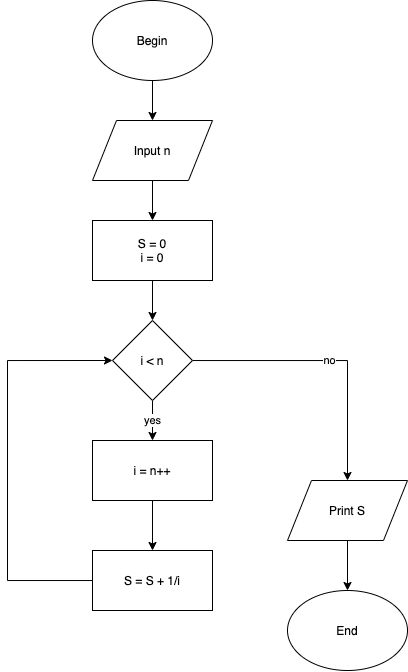 Begin
Input n
S = 0
i = 0
i < n
no
yes
i = n++
Print S
S = S + 1/i
End